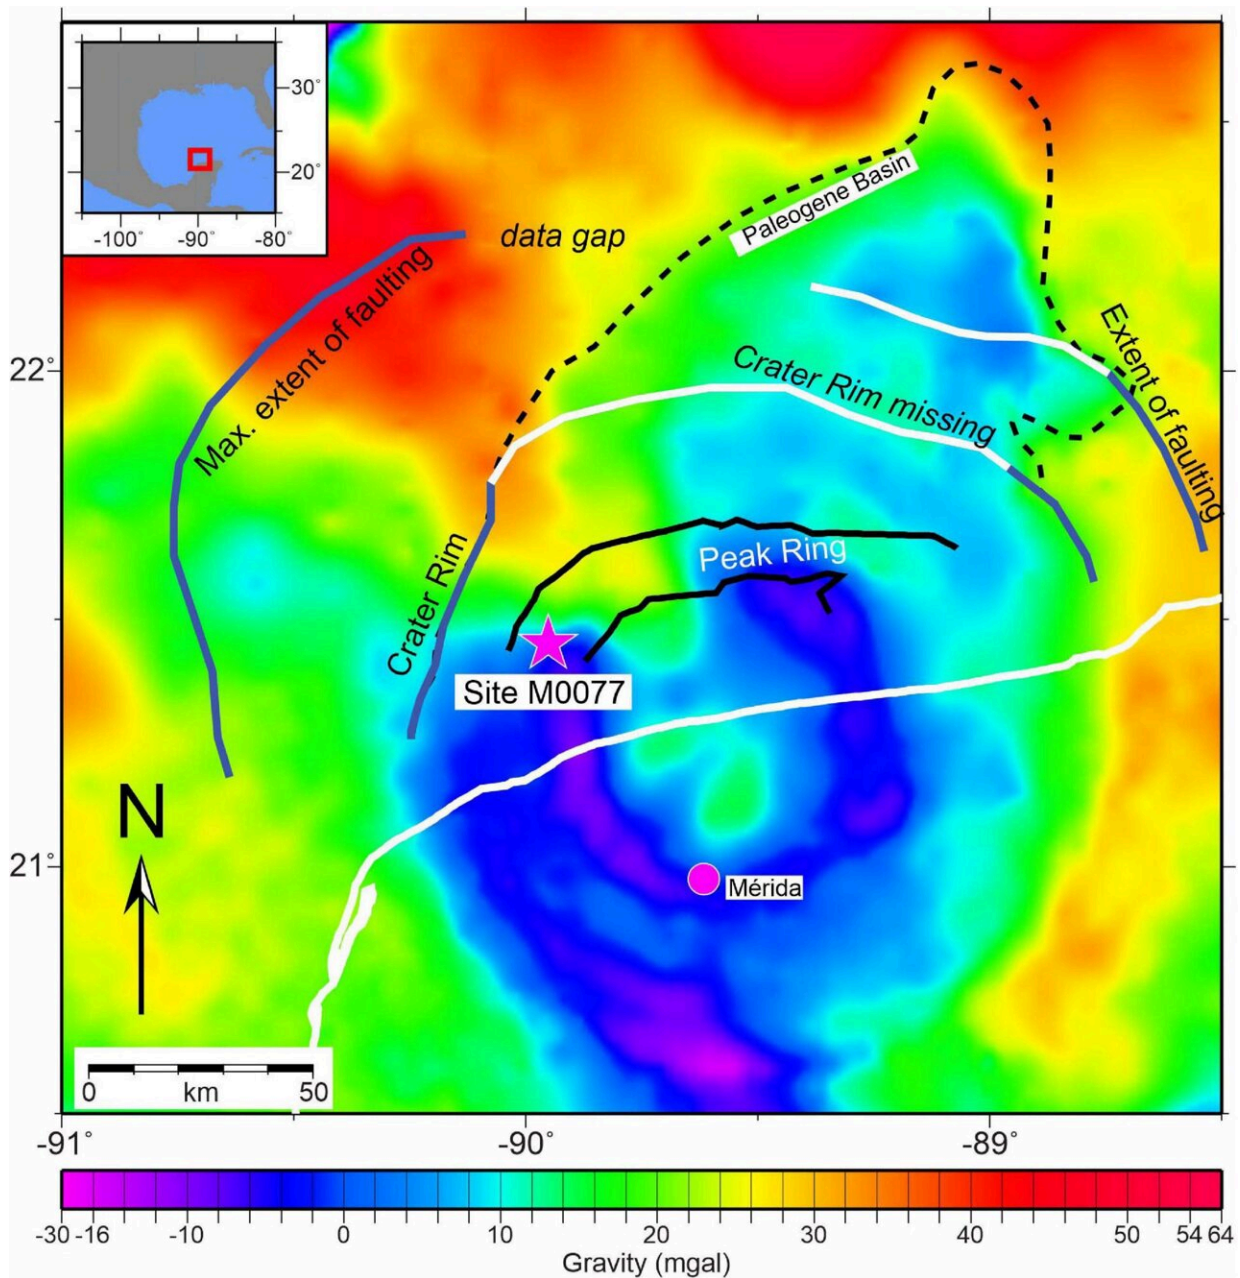 30°
20°
-100° -90° -80°
data gap
Paleogene Basin
Max. extent of faulting
Extent of faulting
22°
Crater Rim missing
Peak Ring
Crater Rim
Site M0077
N
21°
Mérida
0 km 50
-91° -90° -89°
-30 -16 -10 0 10 20 30 40 50 54 64
Gravity (mgal)